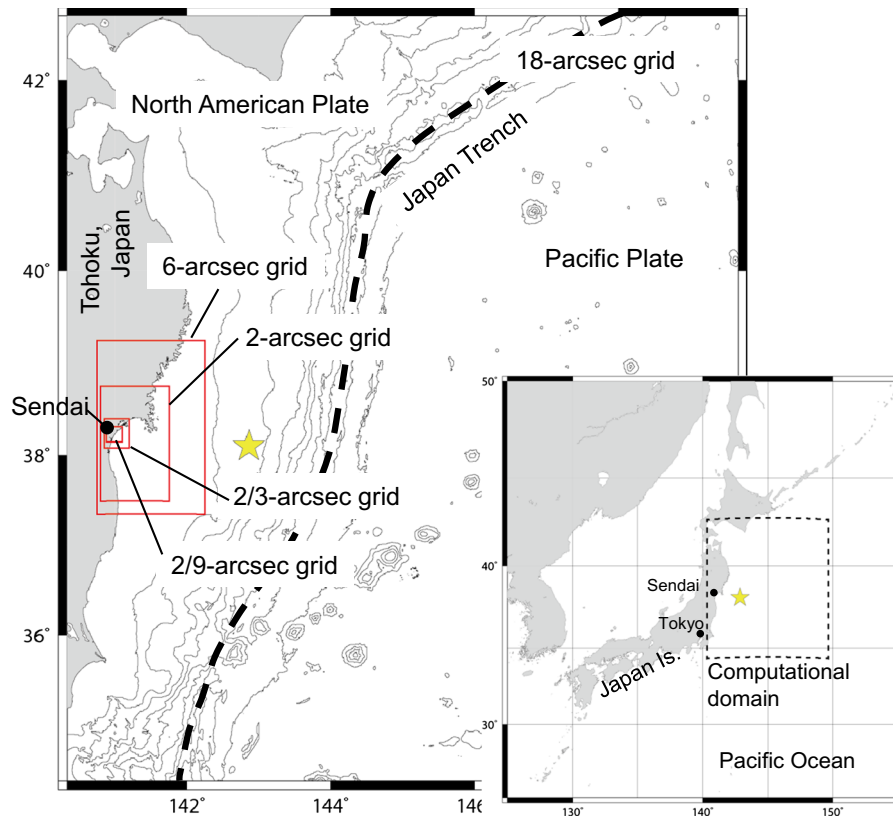 42°
18-arcsec grid
North American Plate
Japan Trench
Tohoku,
Japan
40°
6-arcsec grid
Pacific Plate
2-arcsec grid
Sendai
38°
2/3-arcsec grid
2/9-arcsec grid
36°
142°
144°
146
50°
40°
Sendai
Tokyo
Japan Is.
Computational
domain
30°
Pacific Ocean
130°
140°
150°